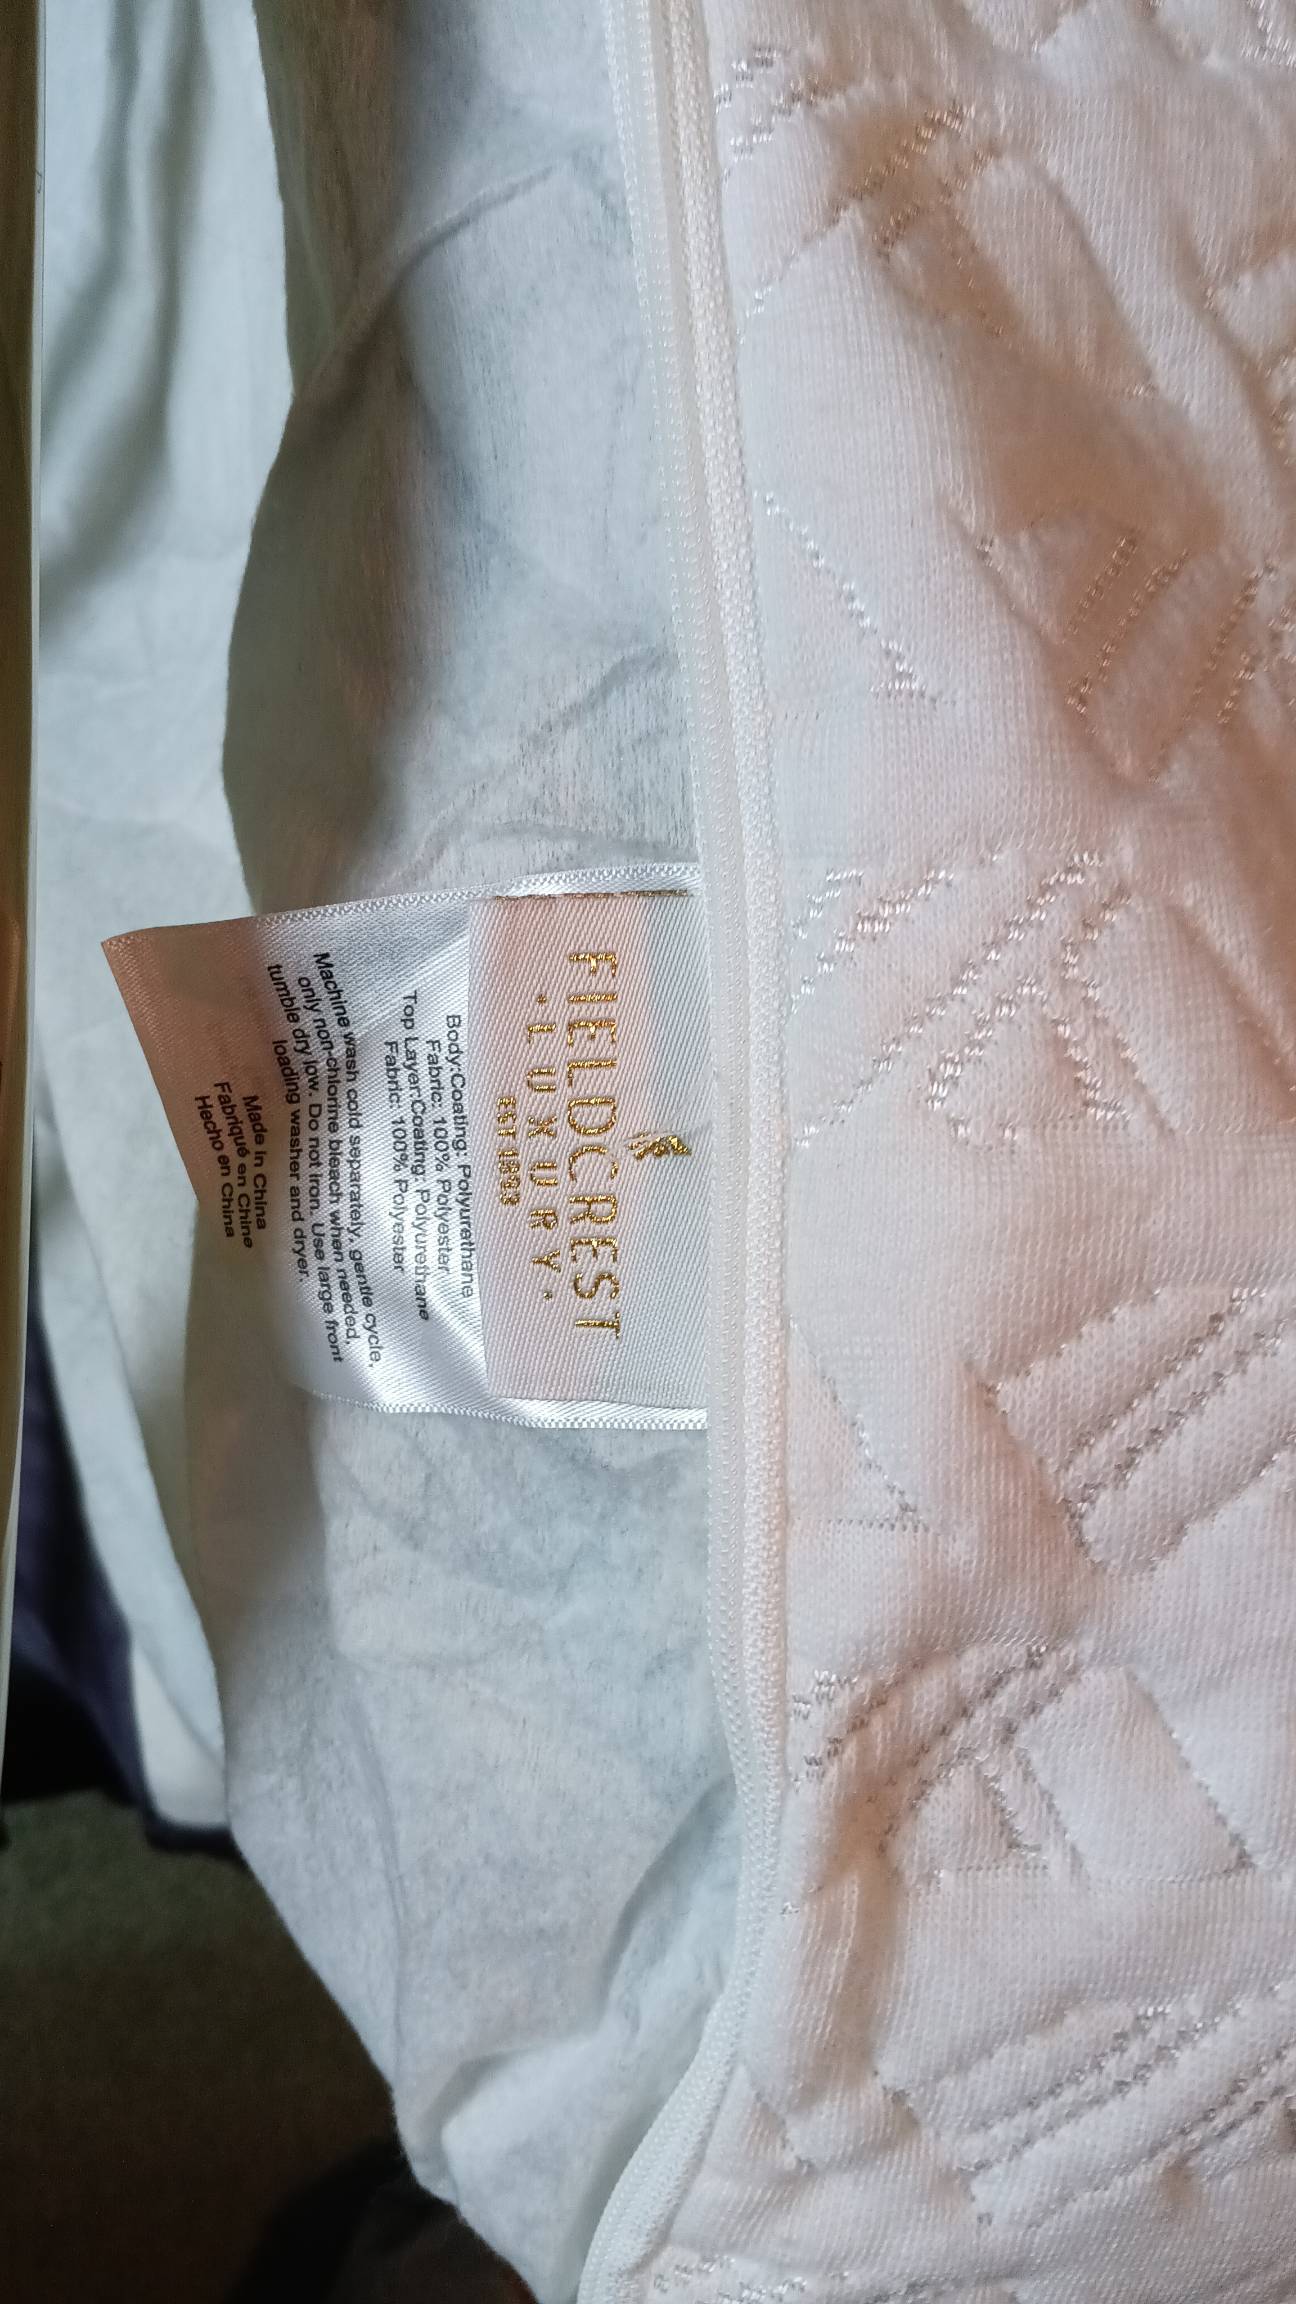 FIELDCREST
·LUXURY·
EST 1893
Body:Coating: Polyurethane
Fabric: 100% Polyester
Top Layer:Coating: Polyurethane
Fabric: 100% Polyester
Machine wash cold separately, gentle cycle,
only non-chlorine bleach when needed,
tumble dry low. Do not iron. Use large front
loading washer and dryer.
Made in China
Fabriqué en Chine
Hecho en China